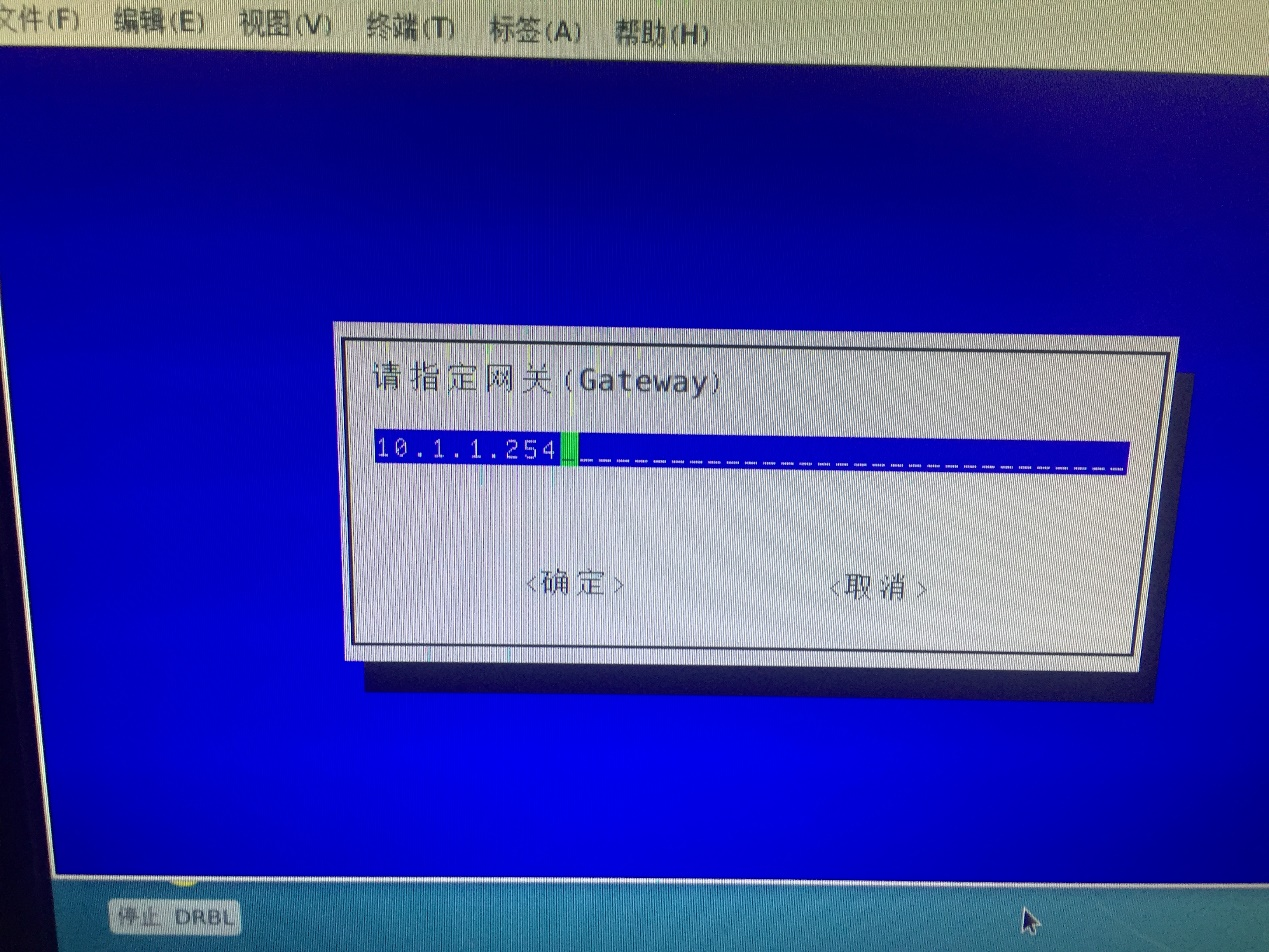 文件(F) 编辑(E) 视图(V) 终端(T) 标签(A) 帮助(H)
请指定网关(Gateway)
10.1.1.254
<确定> <取消>
停止 DRBL